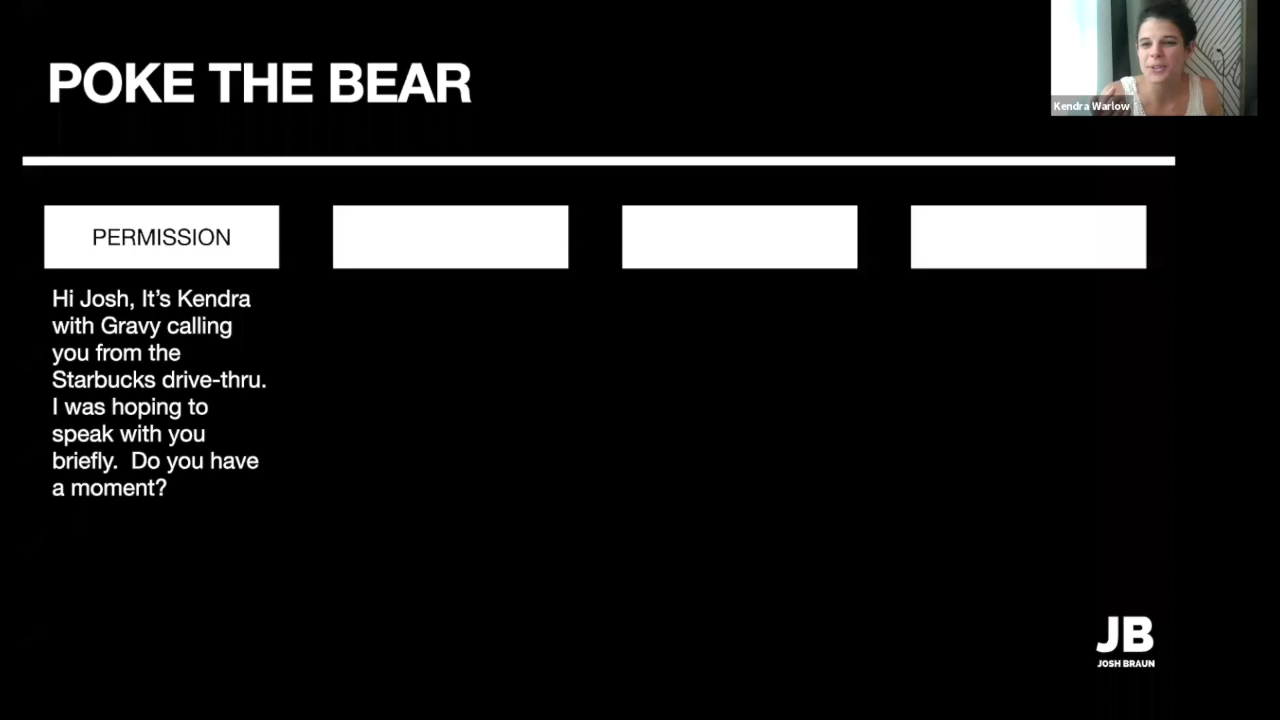 POKE THE BEAR
Kendra Warlow
PERMISSION
Hi Josh, It’s Kendra
with Gravy calling
you from the
Starbucks drive-thru.
I was hoping to
speak with you
briefly.  Do you have
a moment?
JB
JOSH BRAUN